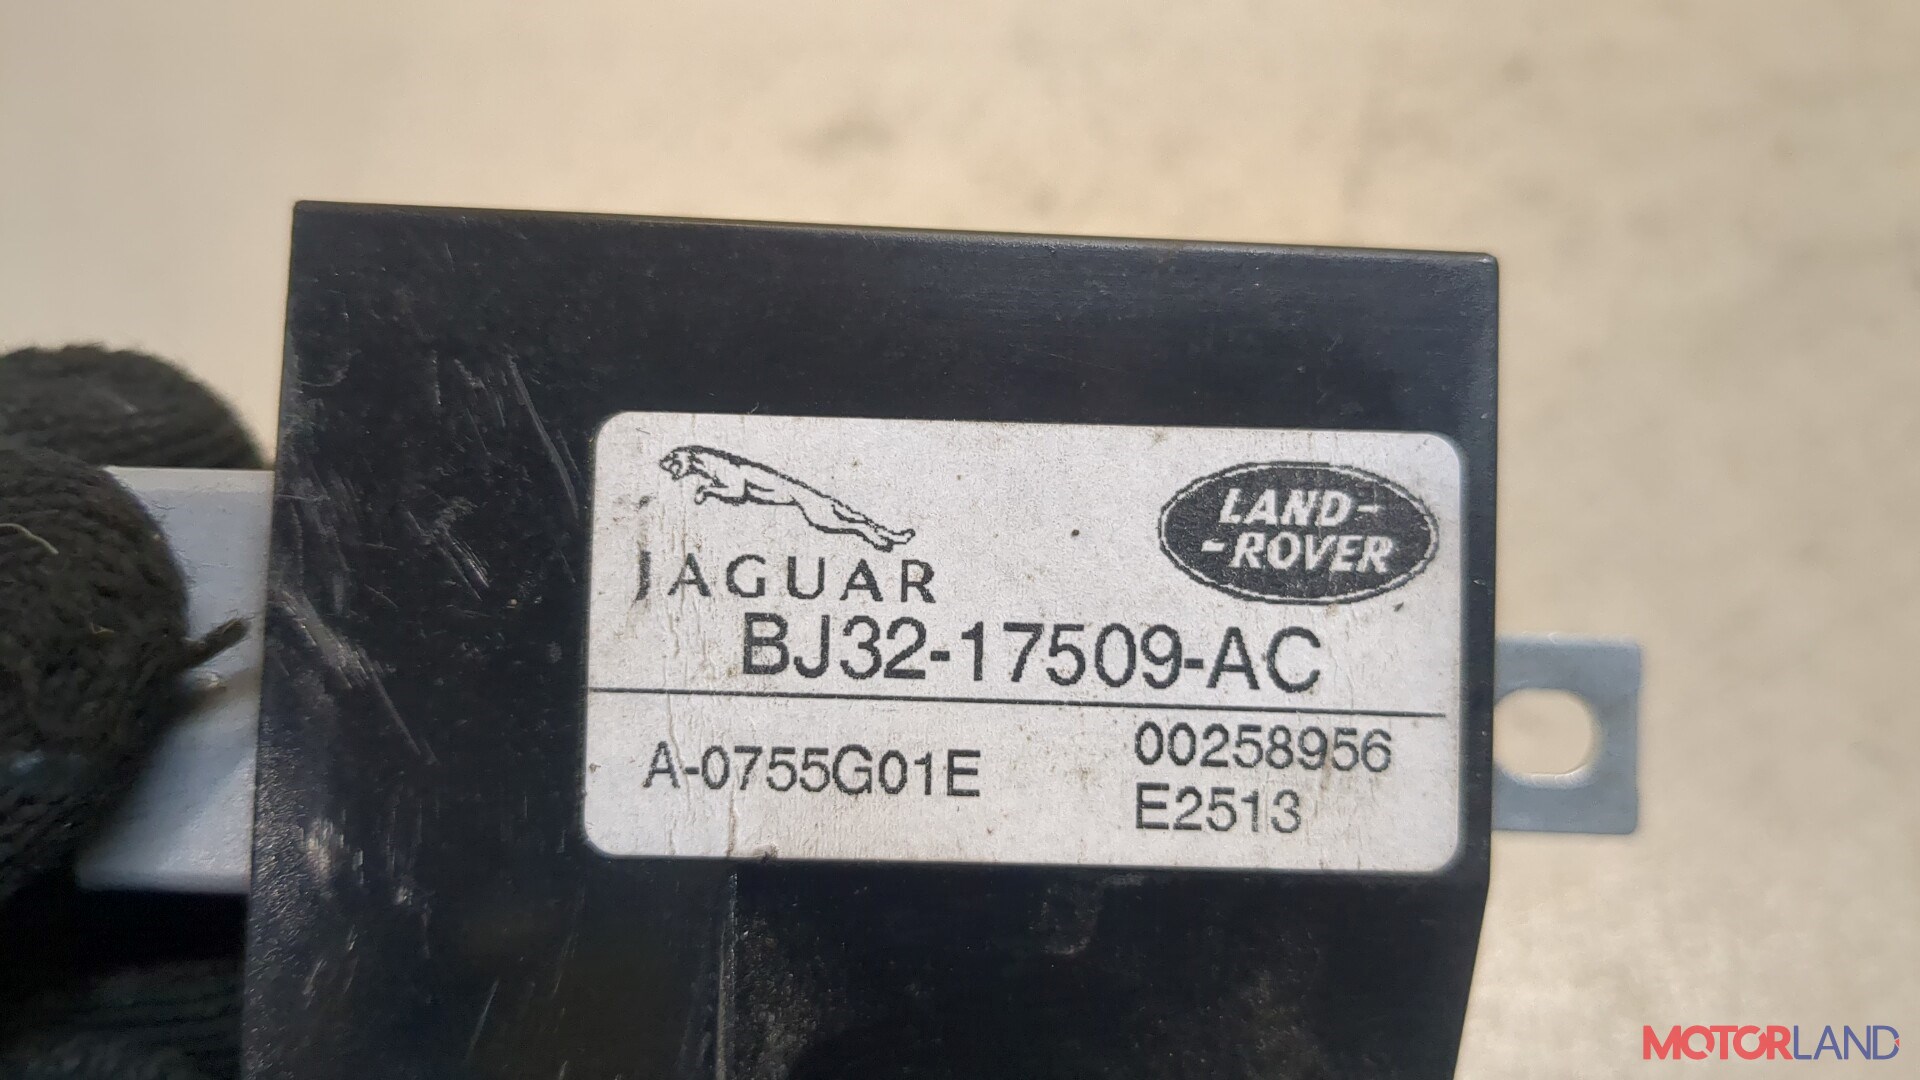 JAGUAR
LAND-
-ROVER
BJ32-17509-AC
A-0755G01E
00258956
E2513
MOTORLAND